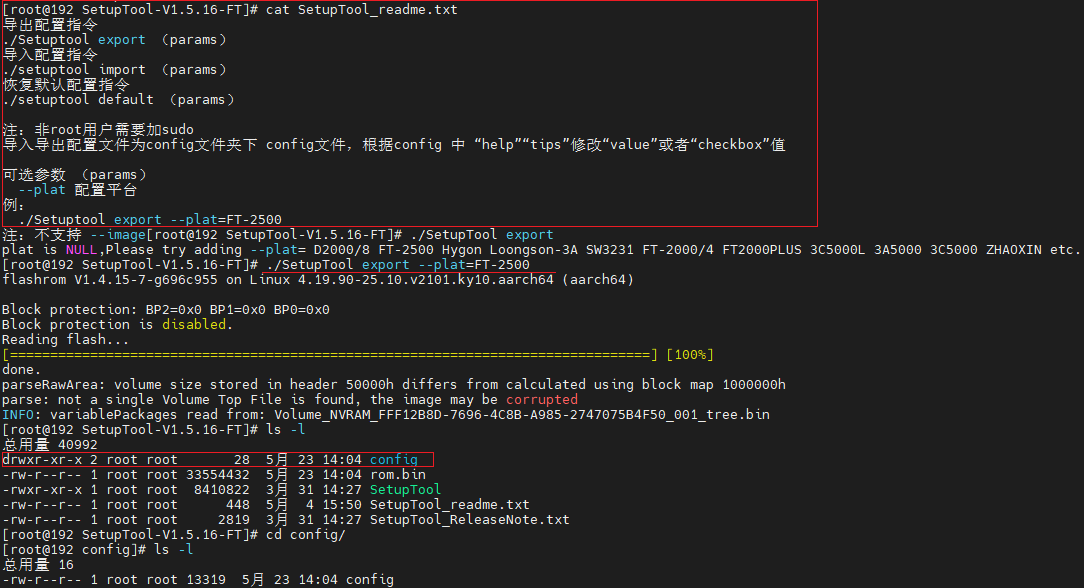 [root@192 SetupTool-V1.5.16-FT]# cat SetupTool_readme.txt
导出配置指令
./Setuptool export （params）
导入配置指令
./setuptool import （params）
恢复默认配置指令
./setuptool default （params）
注：非root用户需要加sudo
导入导出配置文件为config文件夹下 config文件，根据config 中 “help”“tips”修改“value”或者“checkbox”值
可选参数 （params）
--plat 配置平台
例：
./Setuptool export --plat=FT-2500
注：不支持 --image[root@192 SetupTool-V1.5.16-FT]# ./SetupTool export
plat is NULL,Please try adding --plat= D2000/8 FT-2500 Hygon Loongson-3A SW3231 FT-2000/4 FT2000PLUS 3C5000L 3A5000 3C5000 ZHAOXIN etc.
[root@192 SetupTool-V1.5.16-FT]# ./SetupTool export --plat=FT-2500
flashrom V1.4.15-7-g696c955 on Linux 4.19.90-25.10.v2101.ky10.aarch64 (aarch64)
Block protection: BP2=0x0 BP1=0x0 BP0=0x0
Block protection is disabled.
Reading flash...
[================================================================================] [100%]
done.
parseRawArea: volume size stored in header 50000h differs from calculated using block map 1000000h
parse: not a single Volume Top File is found, the image may be corrupted
INFO: variablePackages read from: Volume_NVRAM_FFF12B8D-7696-4C8B-A985-2747075B4F50_001_tree.bin
[root@192 SetupTool-V1.5.16-FT]# ls -l
总用量 40992
drwxr-xr-x 2 root root       28  5月  23 14:04 config
-rw-r--r-- 1 root root 33554432  5月  23 14:04 rom.bin
-rwxr-xr-x 1 root root  8410822  3月  31 14:27 SetupTool
-rw-r--r-- 1 root root      448  5月   4 15:50 SetupTool_readme.txt
-rw-r--r-- 1 root root     2819  3月  31 14:27 SetupTool_ReleaseNote.txt
[root@192 SetupTool-V1.5.16-FT]# cd config/
[root@192 config]# ls -l
总用量 16
-rw-r--r-- 1 root root 13319  5月  23 14:04 config